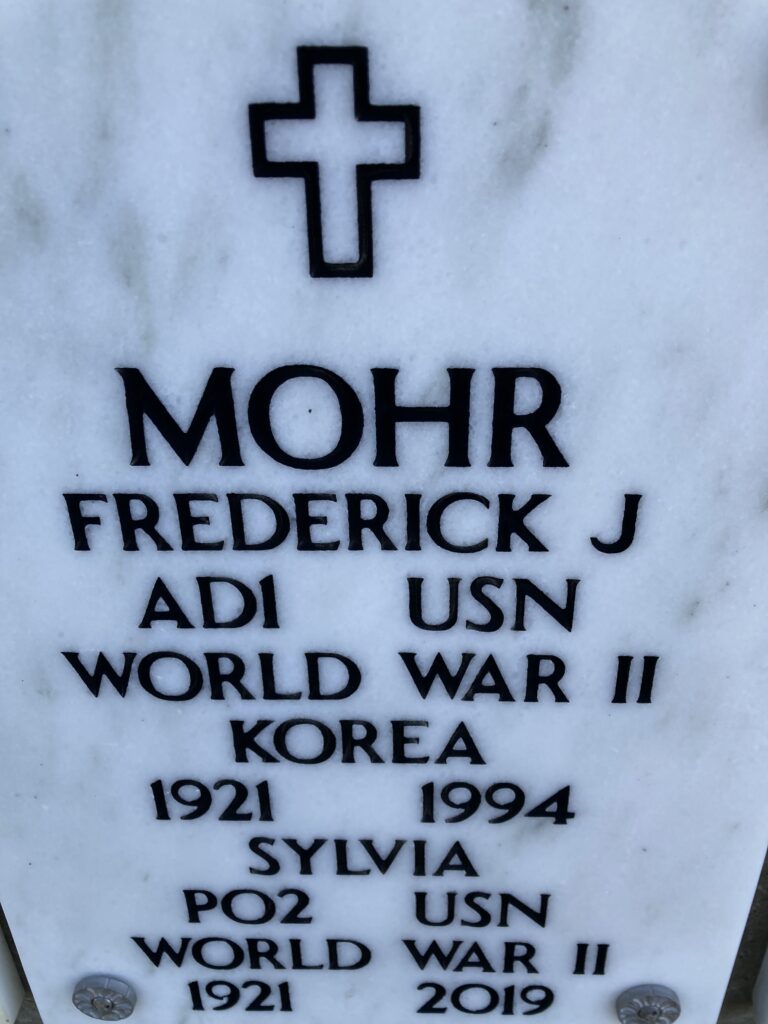 MOHR
FREDERICK J
AD1 USN
WORLD WAR II
KOREA
1921 1994
SYLVIA
PO2 USN
WORLD WAR II
1921 2019